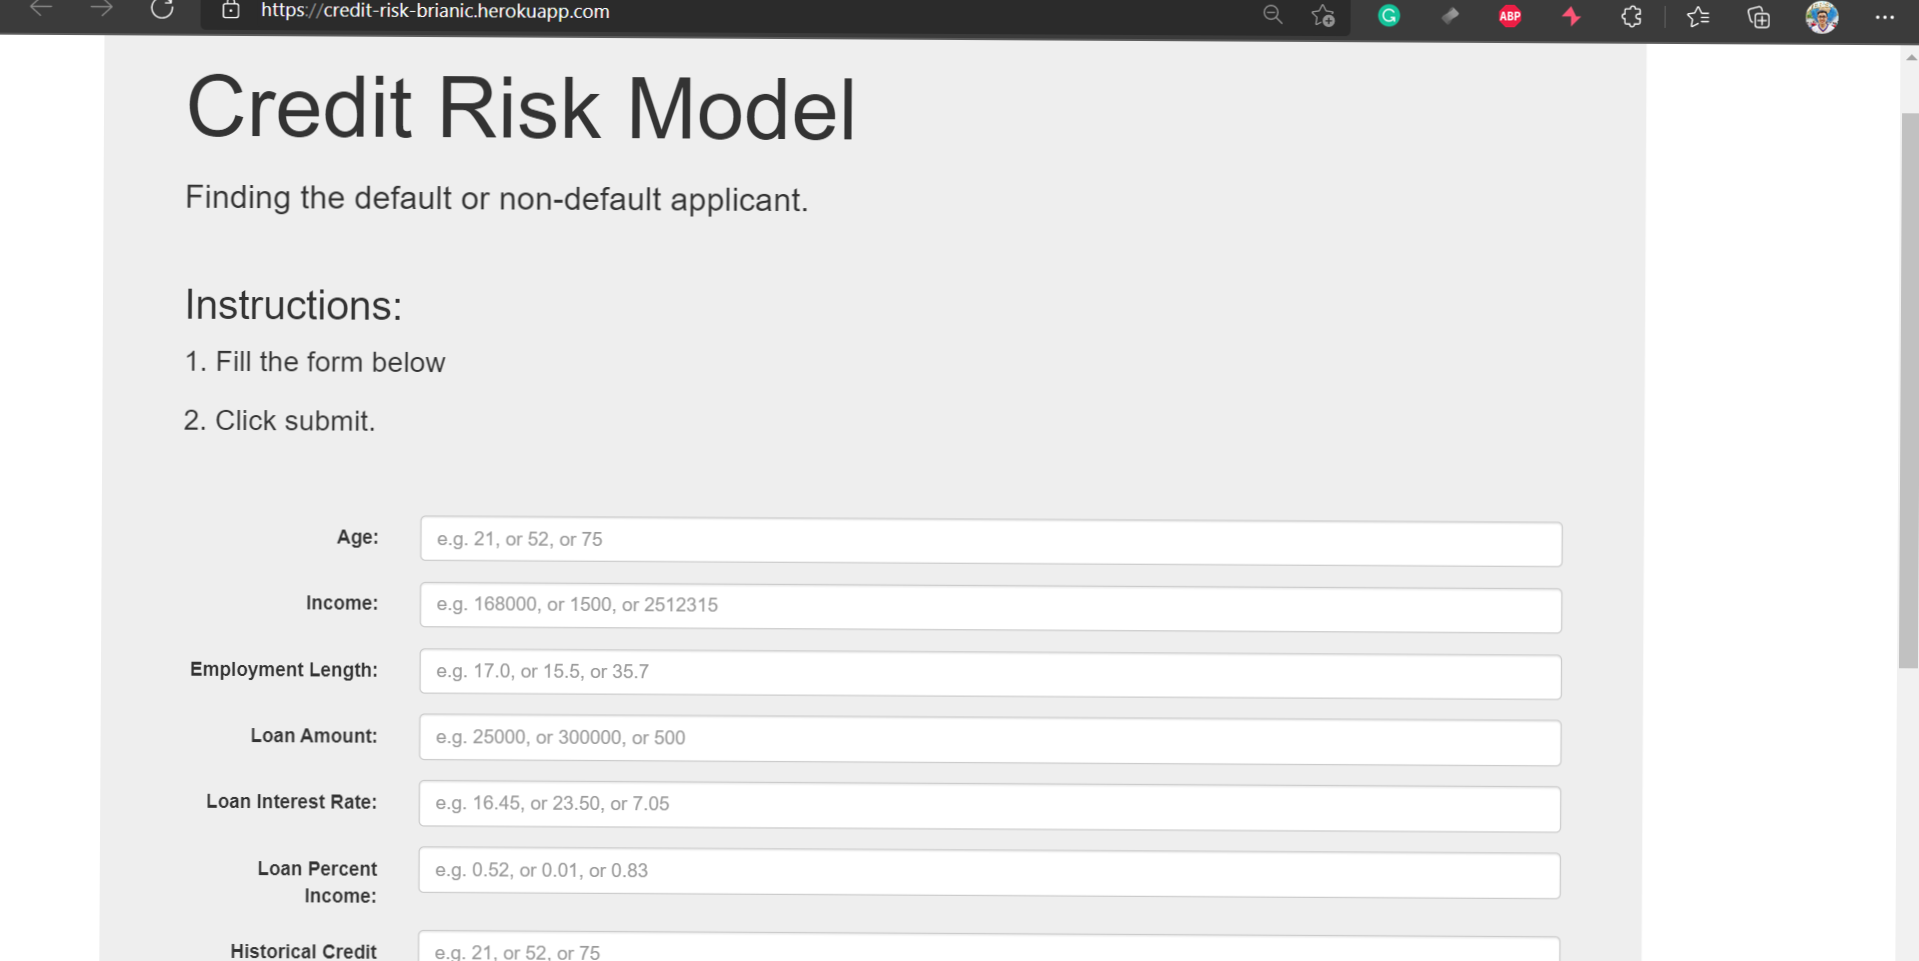 https://credit-risk-brianic.herokuapp.com
ABP
Credit Risk Model
Finding the default or non-default applicant.
Instructions:
1. Fill the form below
2. Click submit.
Age: e.g. 21, or 52, or 75
Income: e.g. 168000, or 1500, or 2512315
Employment Length: e.g. 17.0, or 15.5, or 35.7
Loan Amount: e.g. 25000, or 300000, or 500
Loan Interest Rate: e.g. 16.45, or 23.50, or 7.05
Loan Percent Income: e.g. 0.52, or 0.01, or 0.83
Historical Credit e.g. 21, or 52, or 75